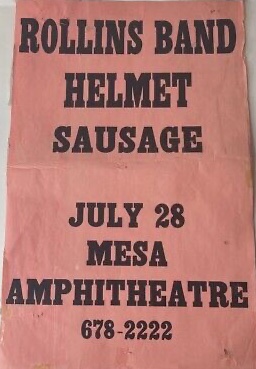 ROLLINS BAND
HELMET
SAUSAGE
JULY 28
MESA
AMPHITHEATRE
678-2222